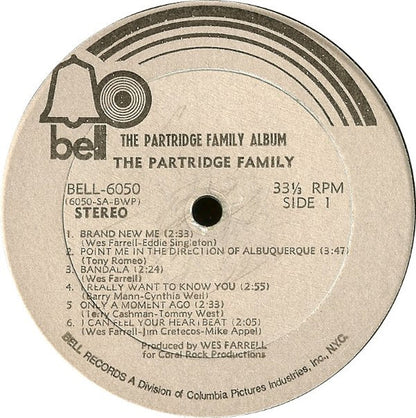 bell
THE PARTRIDGE FAMILY ALBUM
THE PARTRIDGE FAMILY
BELL-6050
(6050-SA-BWP)
STEREO
33⅓ RPM
SIDE 1
1. BRAND NEW ME (2:33)
(Wes Farrell-Eddie Singleton)
2. POINT ME IN THE DIRECTION OF ALBUQUERQUE (3:47)
(Tony Romeo)
3. BANDALA (2:24)
(Wes Farrell)
4. I REALLY WANT TO KNOW YOU (2:55)
(Barry Mann-Cynthia Weil)
5 ONLY A MOMENT AGO (2:33)
(Terry Cashman-Tommy West)
6 I CAN FEEL YOUR HEARTBEAT (2:05)
(Wes Farrell-Jim Cretecos-Mike Appel)
Produced by WES FARRELL
for Coral Rock Productions
BELL RECORDS A Division of Columbia Pictures Industries, Inc., N.Y.C.